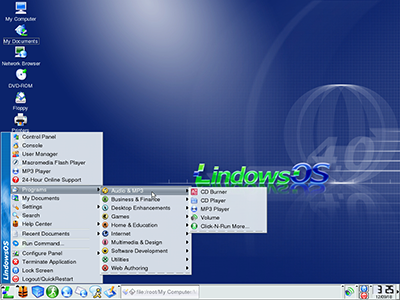 My Computer
My Documents
Network Browser
DVD-ROM
Floppy
Printers
LindowsOS
4.0
Control Panel
Console
User Manager
Macromedia Flash Player
MP3 Player
24-Hour Online Support
Programs
My Documents
Settings
Search
Help Center
Recent Documents
Run Command...
Configure Panel
Terminate Application
Lock Screen
Logout/QuickRestart
LindowsOS
Audio & MP3
Business & Finance
Desktop Enhancements
Games
Home & Education
Internet
Multimedia & Design
Software Development
Utilities
Web Authoring
CD Burner
CD Player
MP3 Player
Volume
Click-N-Run More...
file:/root/My Computer/
3:25